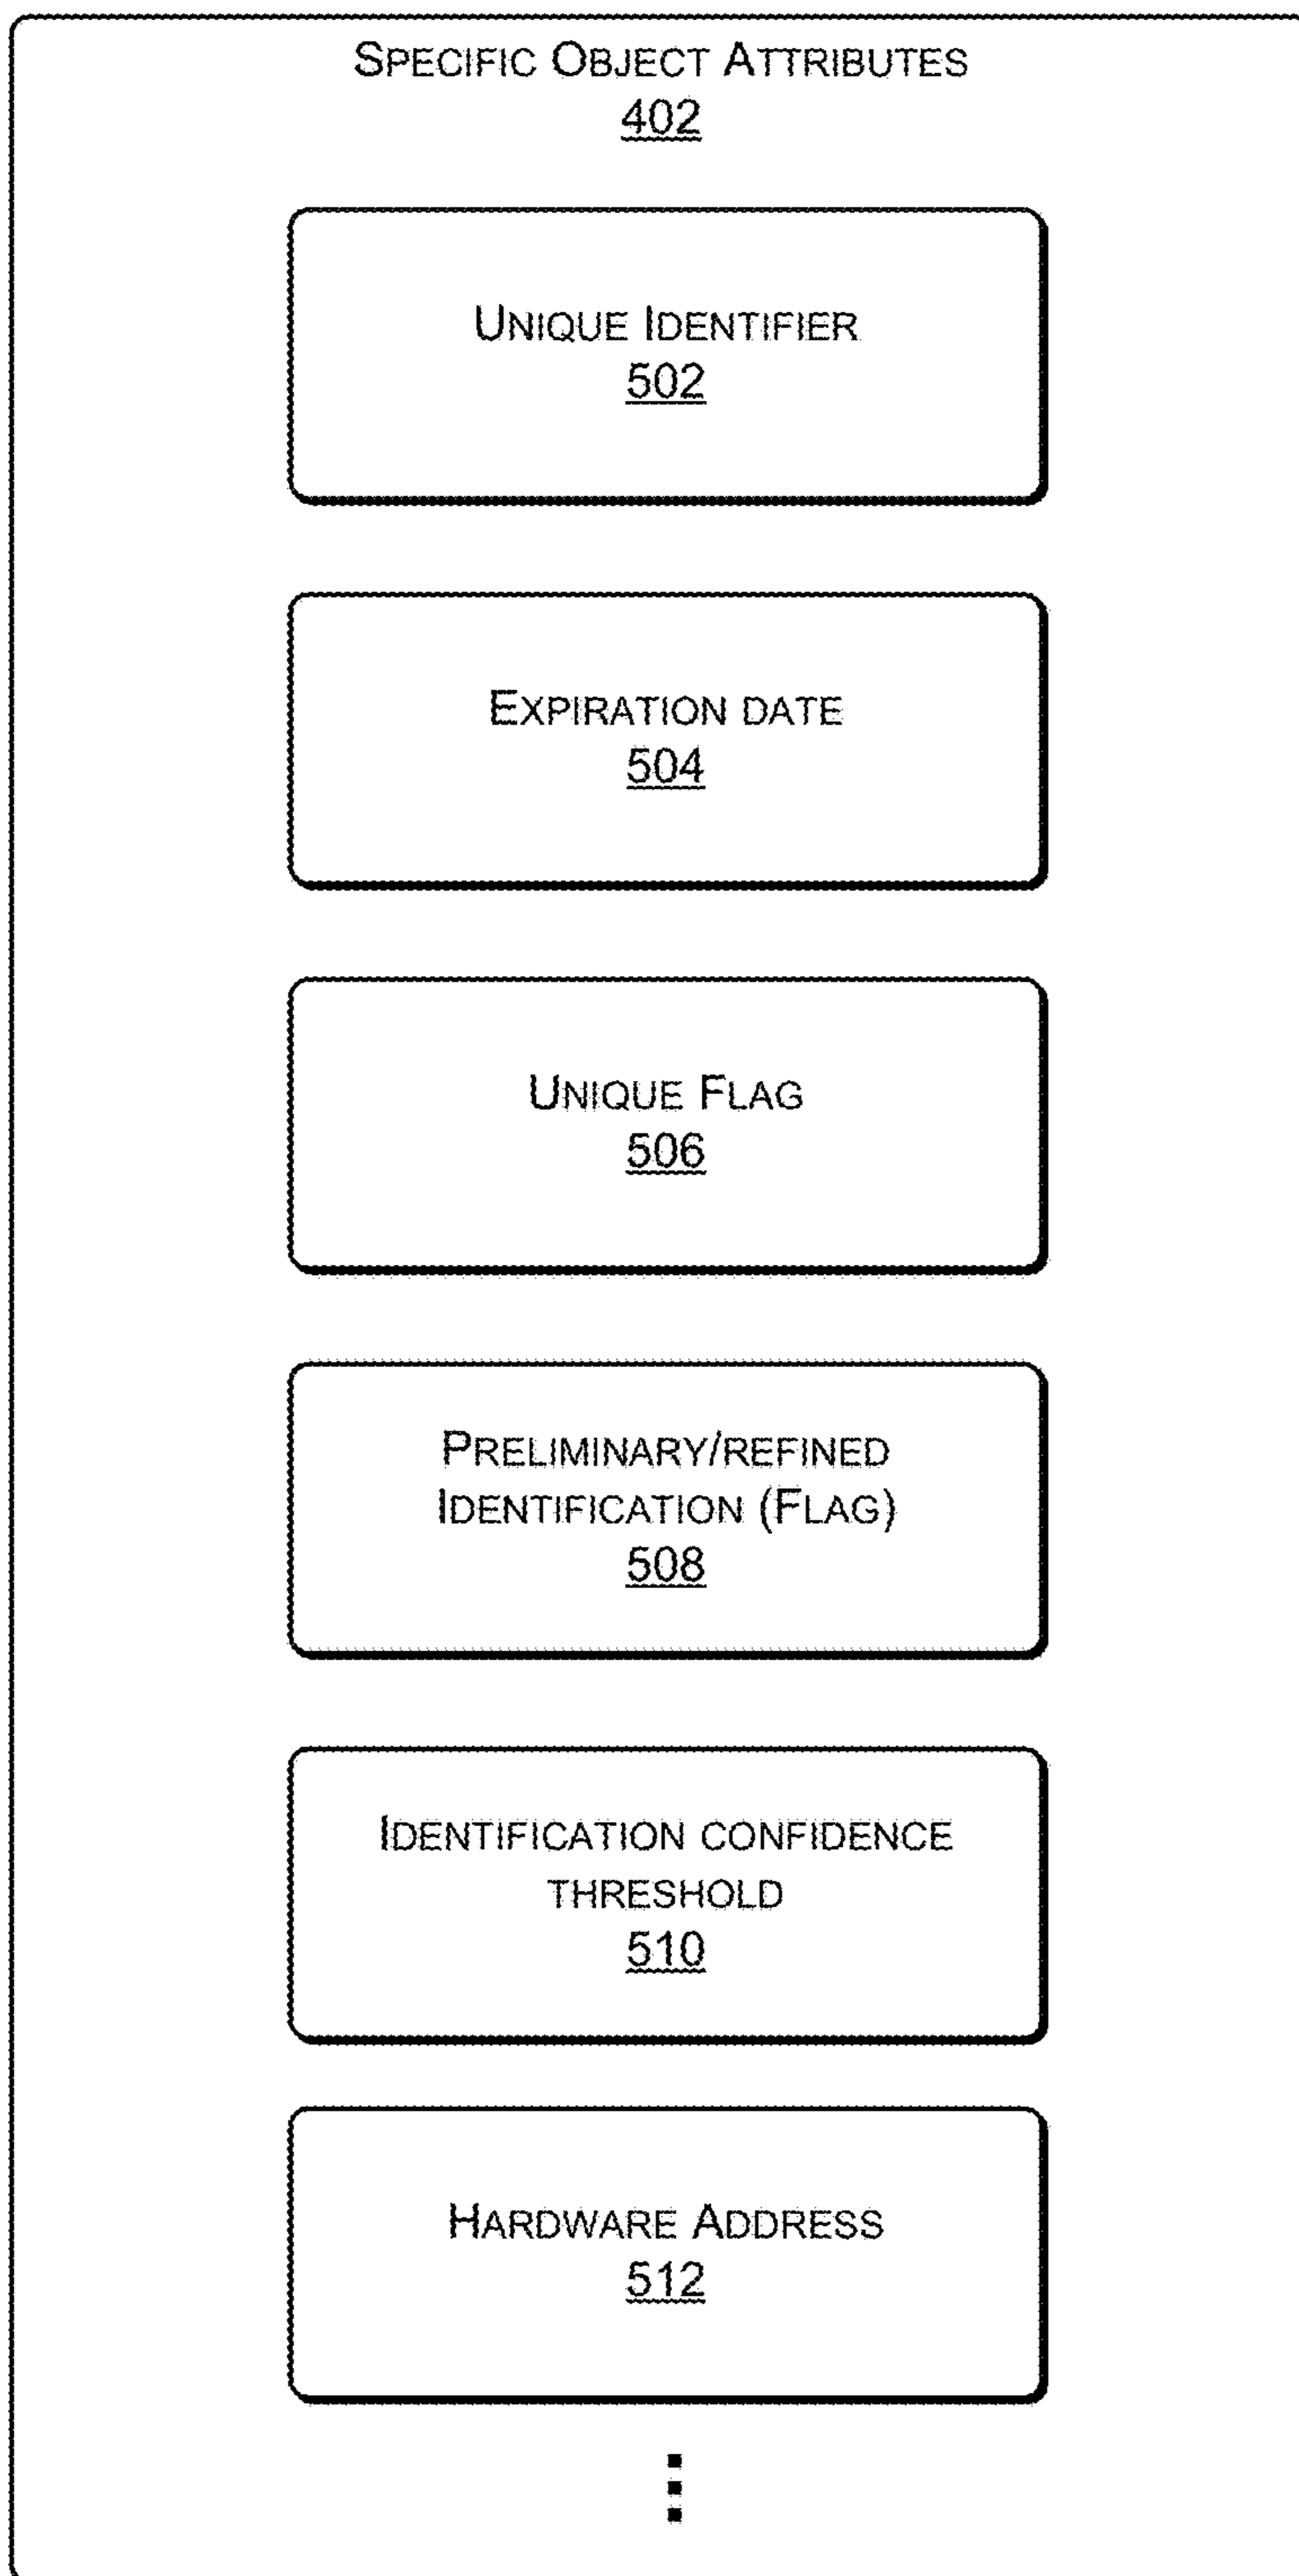 SPECIFIC OBJECT ATTRIBUTES
402
UNIQUE IDENTIFIER
502
EXPIRATION DATE
504
UNIQUE FLAG
506
PRELIMINARY/REFINED
IDENTIFICATION (FLAG)
508
IDENTIFICATION CONFIDENCE
THRESHOLD
510
HARDWARE ADDRESS
512